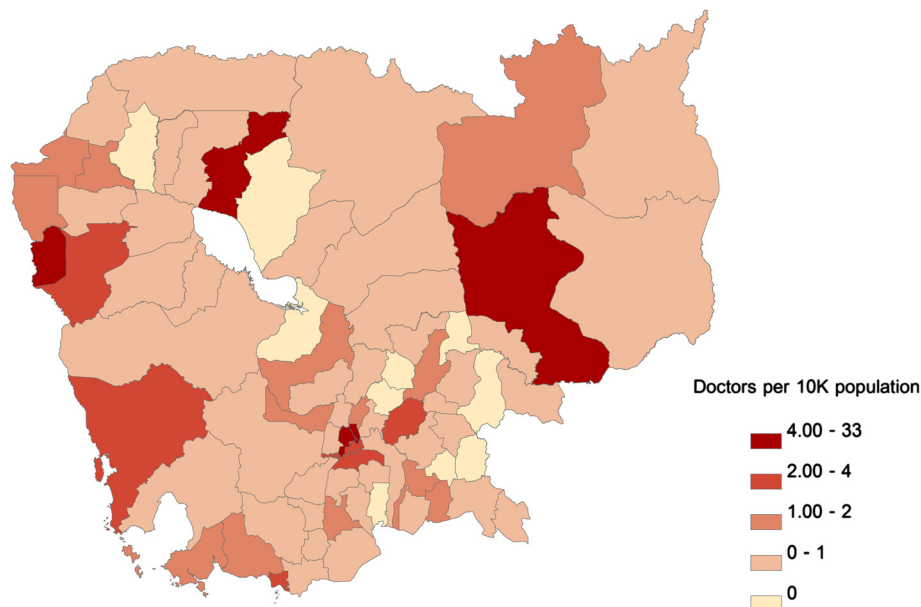 Doctors per 10K population
4.00 - 33
2.00 - 4
1.00 - 2
0 - 1
0